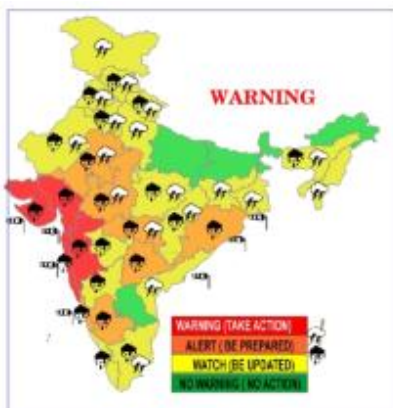 WARNING
WARNING (TAKE ACTION)
ALERT ( BE PREPARED)
WATCH (BE UPDATED)
NO WARNING ( NO ACTION)